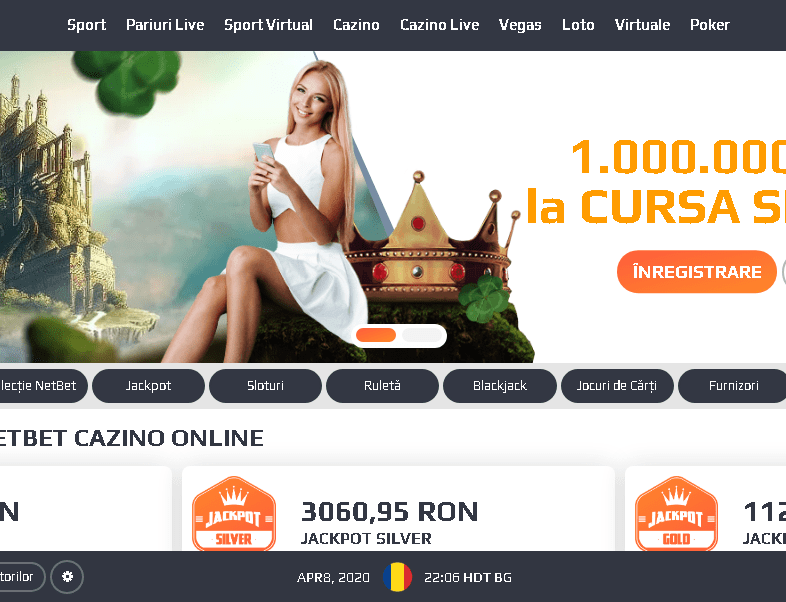 Sport Pariuri Live Sport Virtual Cazino Cazino Live Vegas Loto Virtuale Poker
1.000.000
la CURSA S
ÎNREGISTRARE
lecție NetBet Jackpot Sloturi Ruletă Blackjack Jocuri de Cărți Furnizori
ETBET CAZINO ONLINE
N
JACKPOT
SILVER
3060,95 RON
JACKPOT SILVER
JACKPOT
GOLD
112
JACK
torilor APR8, 2020 22:06 HDT BG